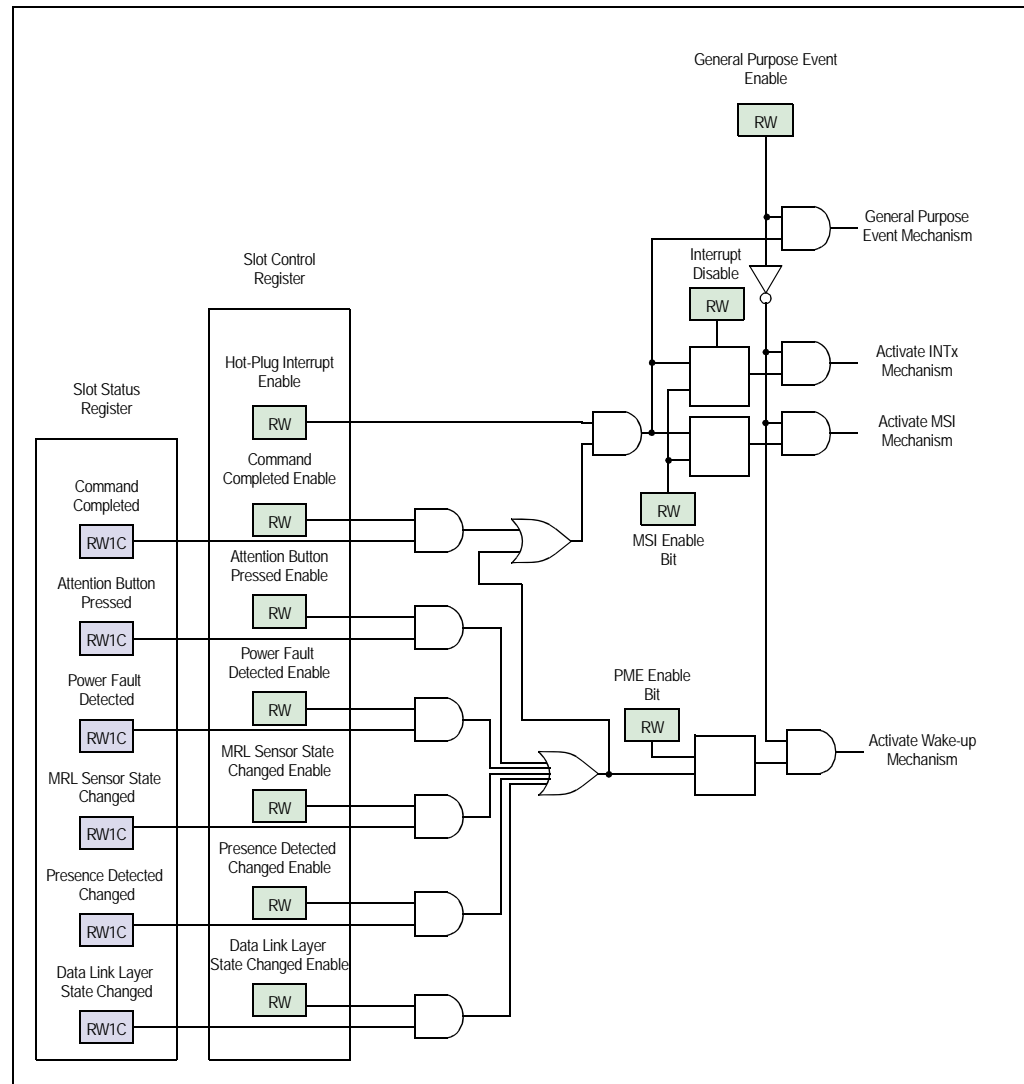 General Purpose Event
Enable
RW
General Purpose
Event Mechanism
Interrupt
Disable
RW
Slot Control
Register
Activate INTx
Mechanism
Hot-Plug Interrupt
Enable
RW
Slot Status
Register
Activate MSI
Mechanism
Command
Completed Enable
RW
Command
Completed
RW1C
RW
MSI Enable
Bit
Attention Button
Pressed Enable
RW
Attention Button
Pressed
RW1C
Power Fault
Detected Enable
RW
Power Fault
Detected
RW1C
PME Enable
Bit
RW
Activate Wake-up
Mechanism
MRL Sensor State
Changed Enable
RW
MRL Sensor State
Changed
RW1C
Presence Detected
Changed Enable
RW
Presence Detected
Changed
RW1C
Data Link Layer
State Changed Enable
RW
Data Link Layer
State Changed
RW1C